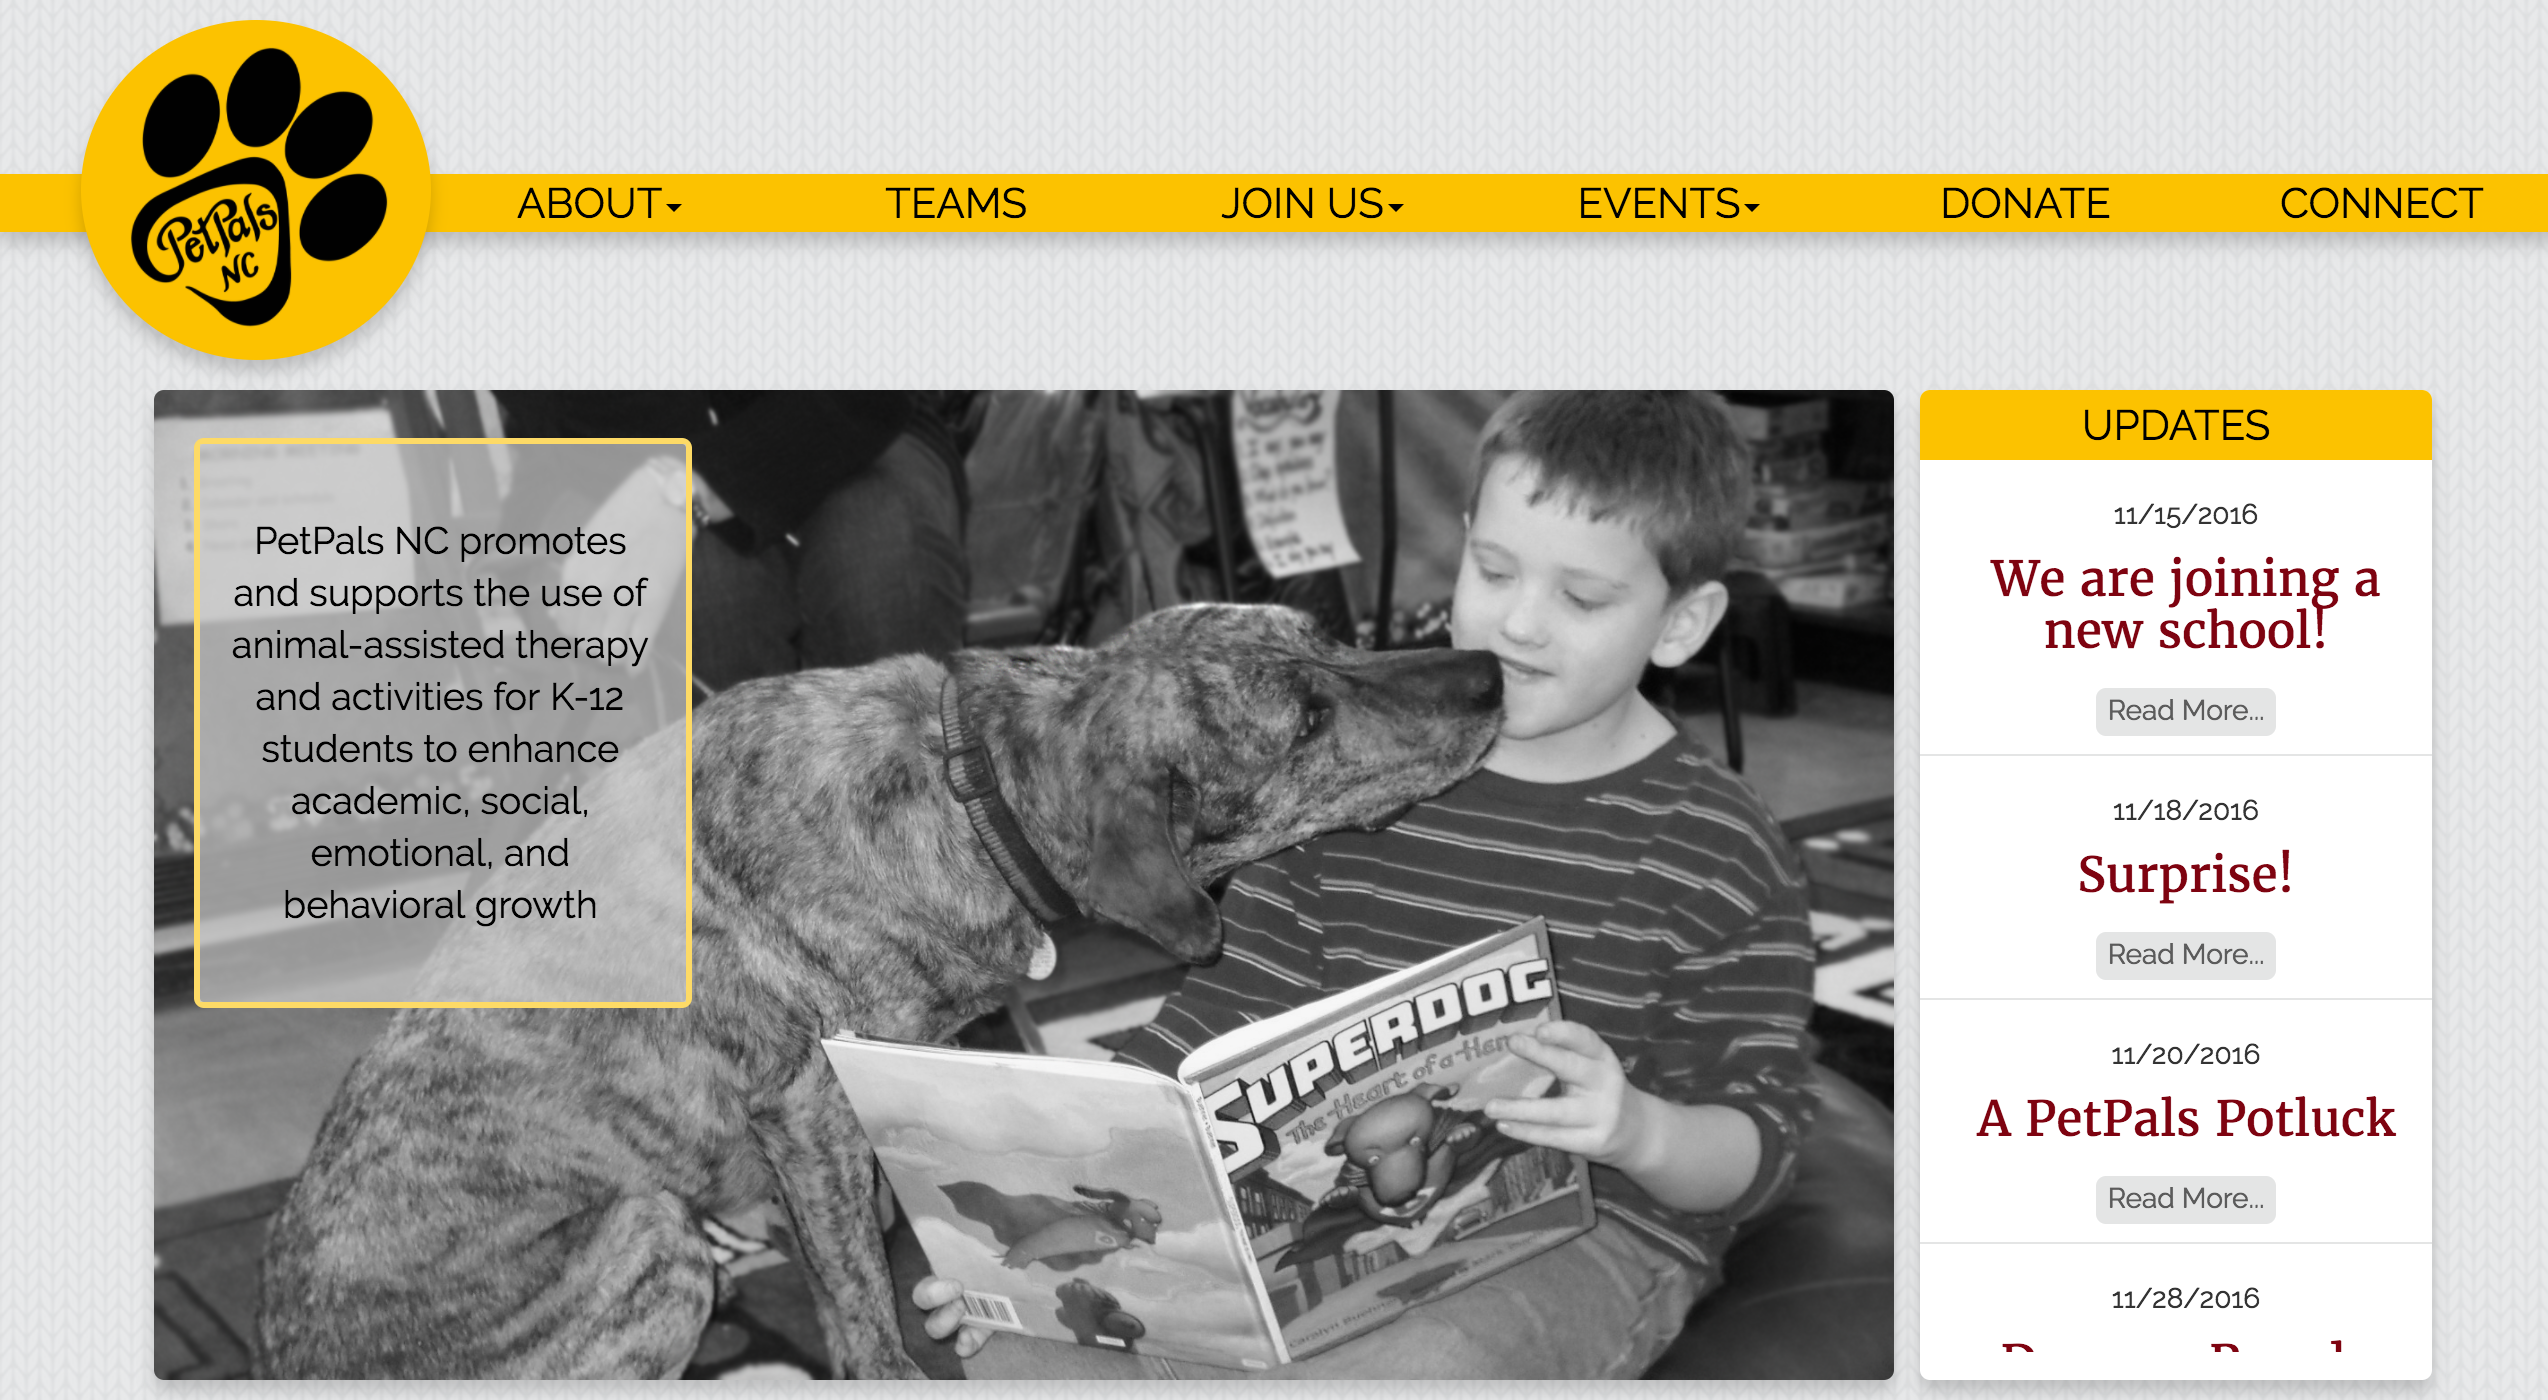 PetPals
NC
ABOUT
TEAMS
JOIN US
EVENTS
DONATE
CONNECT
PetPals NC promotes
and supports the use of
animal-assisted therapy
and activities for K-12
students to enhance
academic, social,
emotional, and
behavioral growth
SUPERDOG
The Heart of a Hero
UPDATES
11/15/2016
We are joining a
new school!
Read More...
11/18/2016
Surprise!
Read More...
11/20/2016
A PetPals Potluck
Read More...
11/28/2016